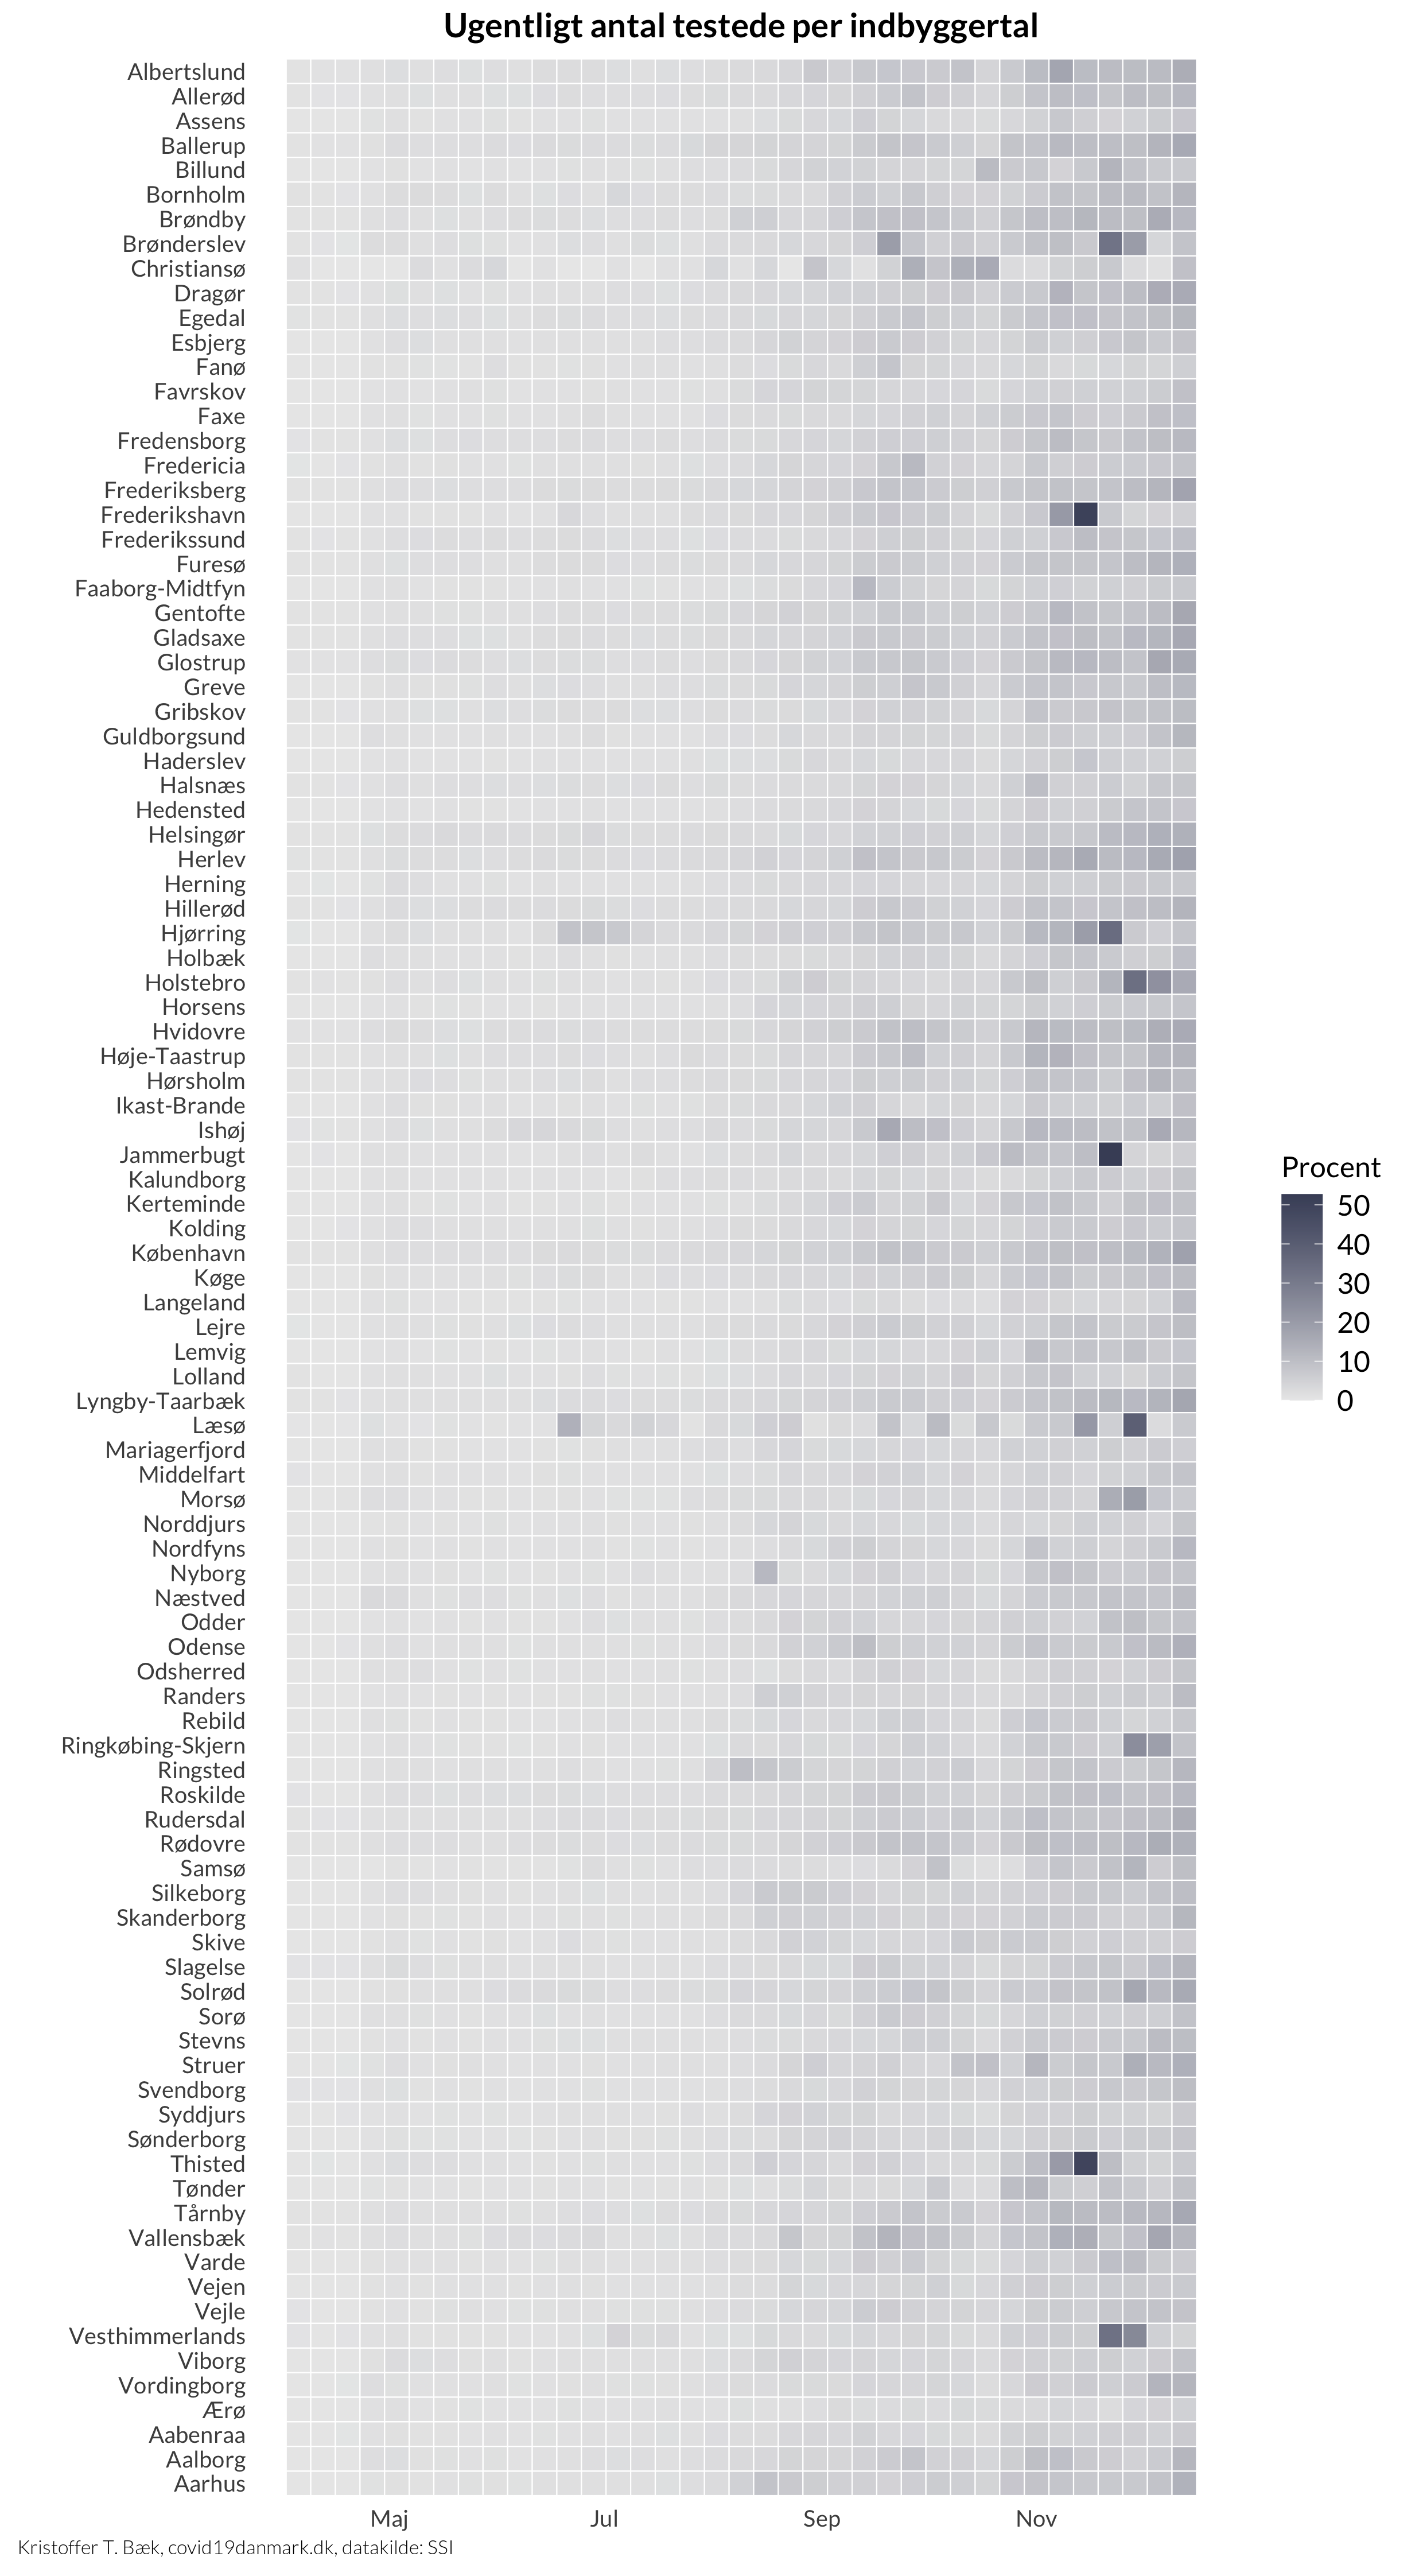 Ugentligt antal testede per indbyggertal
Albertslund
Allerød
Assens
Ballerup
Billund
Bornholm
Brøndby
Brønderslev
Christiansø
Dragør
Egedal
Esbjerg
Fanø
Favrskov
Faxe
Fredensborg
Fredericia
Frederiksberg
Frederikshavn
Frederikssund
Furesø
Faaborg-Midtfyn
Gentofte
Gladsaxe
Glostrup
Greve
Gribskov
Guldborgsund
Haderslev
Halsnæs
Hedensted
Helsingør
Herlev
Herning
Hillerød
Hjørring
Holbæk
Holstebro
Horsens
Hvidovre
Høje-Taastrup
Hørsholm
Ikast-Brande
Ishøj
Jammerbugt
Kalundborg
Kerteminde
Kolding
København
Køge
Langeland
Lejre
Lemvig
Lolland
Lyngby-Taarbæk
Læsø
Mariagerfjord
Middelfart
Morsø
Norddjurs
Nordfyns
Nyborg
Næstved
Odder
Odense
Odsherred
Randers
Rebild
Ringkøbing-Skjern
Ringsted
Roskilde
Rudersdal
Rødovre
Samsø
Silkeborg
Skanderborg
Skive
Slagelse
Solrød
Sorø
Stevns
Struer
Svendborg
Syddjurs
Sønderborg
Thisted
Tønder
Tårnby
Vallensbæk
Varde
Vejen
Vejle
Vesthimmerlands
Viborg
Vordingborg
Ærø
Aabenraa
Aalborg
Aarhus
Maj Jul Sep Nov
Procent
50
40
30
20
10
0
Kristoffer T. Bæk, covid19danmark.dk, datakilde: SSI